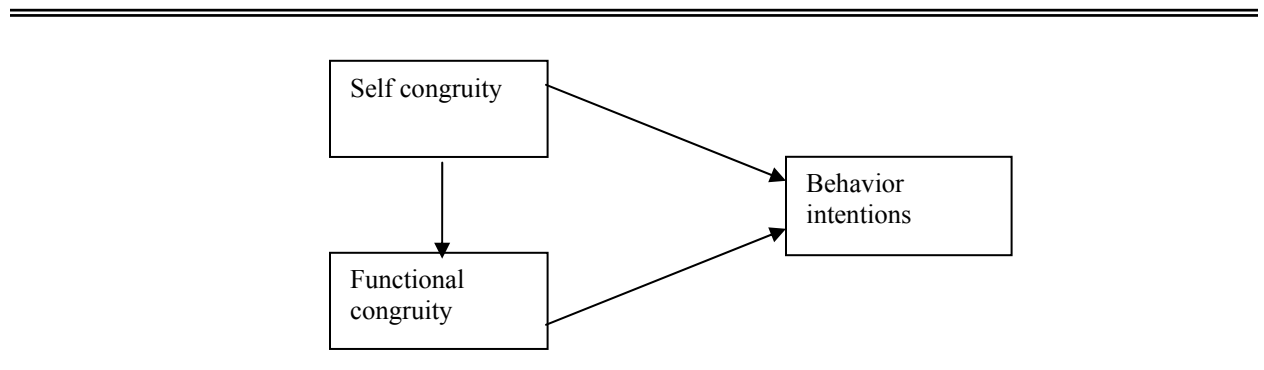 Self congruity
Behavior
intentions
Functional
congruity